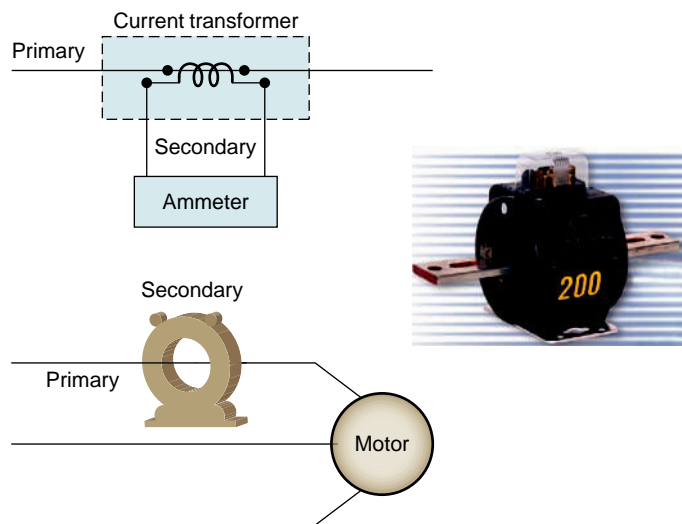 Current transformer
Primary
Secondary
Ammeter
200
Secondary
Primary
Motor